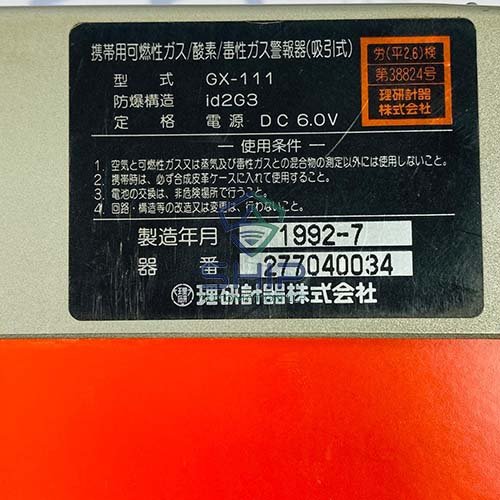 携帯用可燃性ガス/酸素/毒性ガス警報器(吸引式)
型 式 GX-111
防爆構造 id2G3
定 格 電源 DC 6.0V
労(平2.6)検
第38824号
理研計器
株式会社
― 使用条件 ―
1. 空気と可燃性ガス又は蒸気及び毒性ガスとの混合物の測定以外には使用しないこと。
2. 携帯時は、必ず合成皮革ケースに入れて使用すること。
3. 電池の交換は、非危険場所で行うこと。
4. 回路・構造等の改造又は変更は、行わないこと。
製造年月 1992-7
器 番 277040034
SHIP
理研計器株式会社